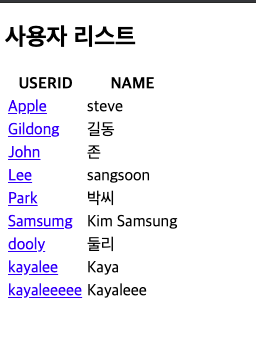 사용자 리스트
USERID NAME
Apple steve
Gildong 길동
John 존
Lee sangsoon
Park 박씨
Samsumg Kim Samsung
dooly 둘리
kayalee Kaya
kayaleeeee Kayaleee